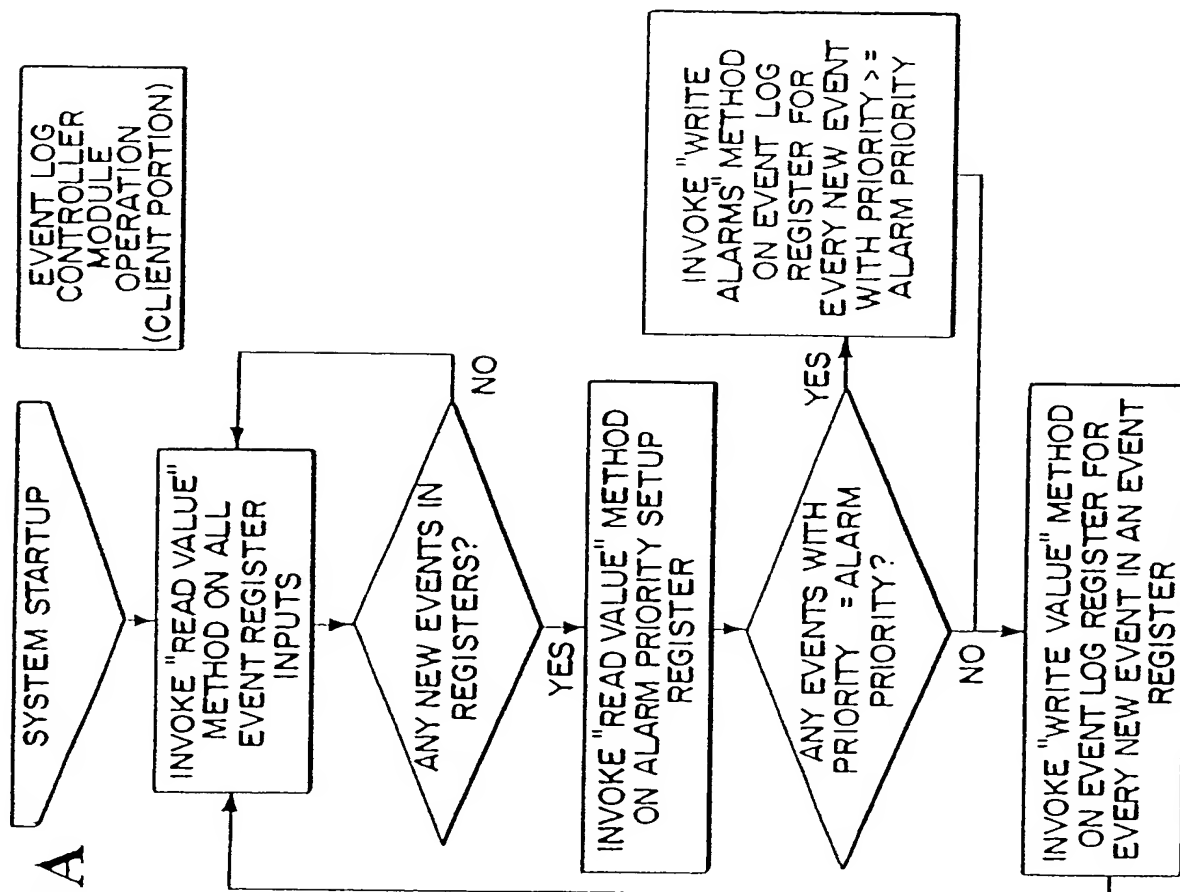 A
EVENT LOG
CONTROLLER
MODULE
OPERATION
(CLIENT PORTION)
SYSTEM STARTUP
INVOKE "READ VALUE"
METHOD ON ALL
EVENT REGISTER
INPUTS
ANY NEW EVENTS IN
REGISTERS?
NO
YES
INVOKE "READ VALUE" METHOD
ON ALARM PRIORITY SETUP
REGISTER
ANY EVENTS WITH
PRIORITY =ALARM
PRIORITY?
YES
INVOKE "WRITE
ALARMS" METHOD
ON EVENT LOG
REGISTER FOR
EVERY NEW EVENT
WITH PRIORITY >=
ALARM PRIORITY
NO
INVOKE "WRITE VALUE" METHOD
ON EVENT LOG REGISTER FOR
EVERY NEW EVENT IN AN EVENT
REGISTER